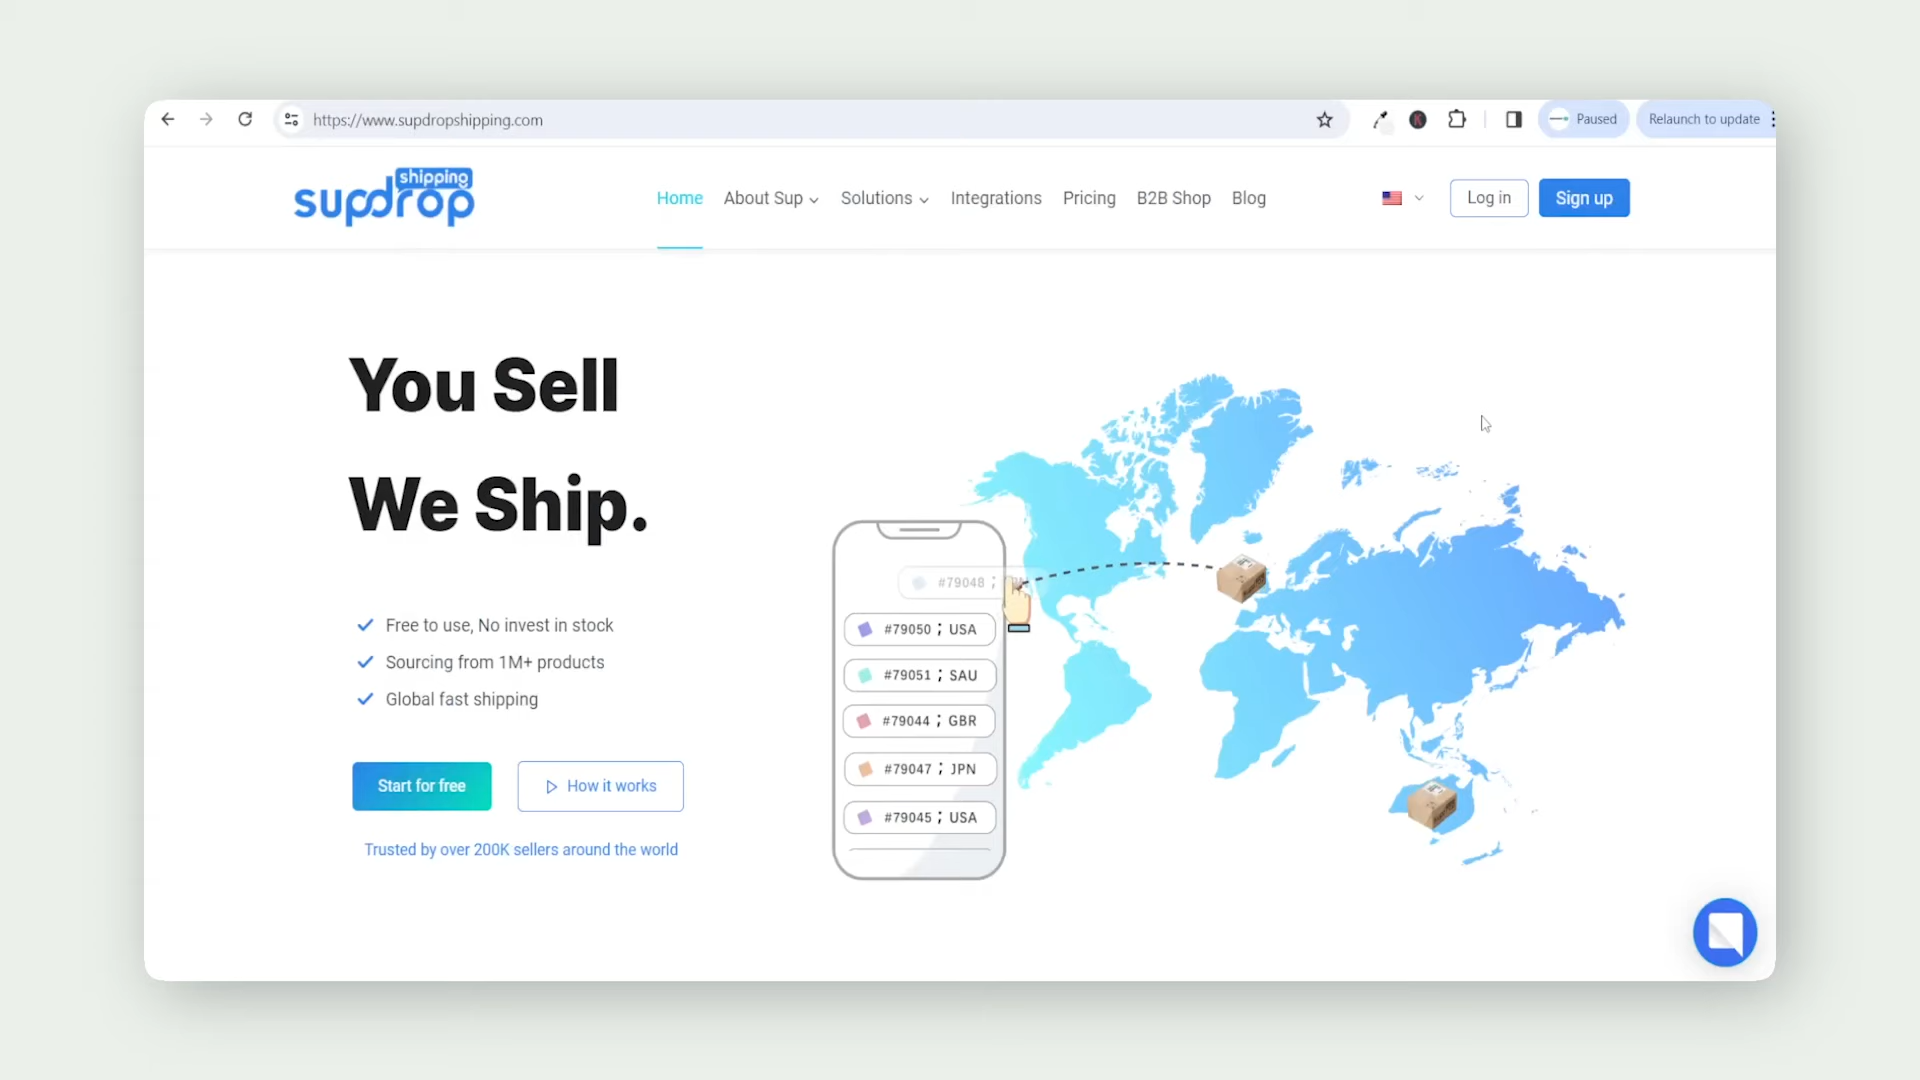 https://www.supdropshipping.com
Paused
Relaunch to update
shipping
supdrop
Home
About Sup
Solutions
Integrations
Pricing
B2B Shop
Blog
Log in
Sign up
You Sell
We Ship.
Free to use, No invest in stock
Sourcing from 1M+ products
Global fast shipping
Start for free
How it works
Trusted by over 200K sellers around the world
#79048 ;
#79050 ; USA
#79051 ; SAU
#79044 ; GBR
#79047 ; JPN
#79045 ; USA